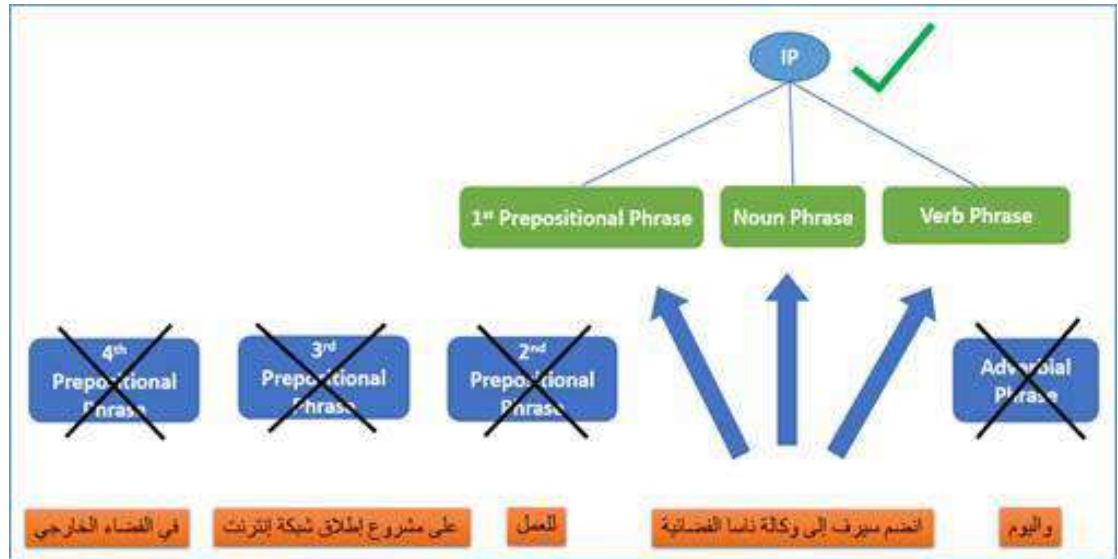 IP
1st Prepositional Phrase
Noun Phrase
Verb Phrase
4th
Prepositional
Phrase
3rd
Prepositional
Phrase
2nd
Prepositional
Phrase
Adverbial
Phrase
واليوم
انضم سيرف إلى وكالة ناسا الفضائية
للعمل
على مشروع إطلاق شبكة إنترنت
في الفضاء الخارجي